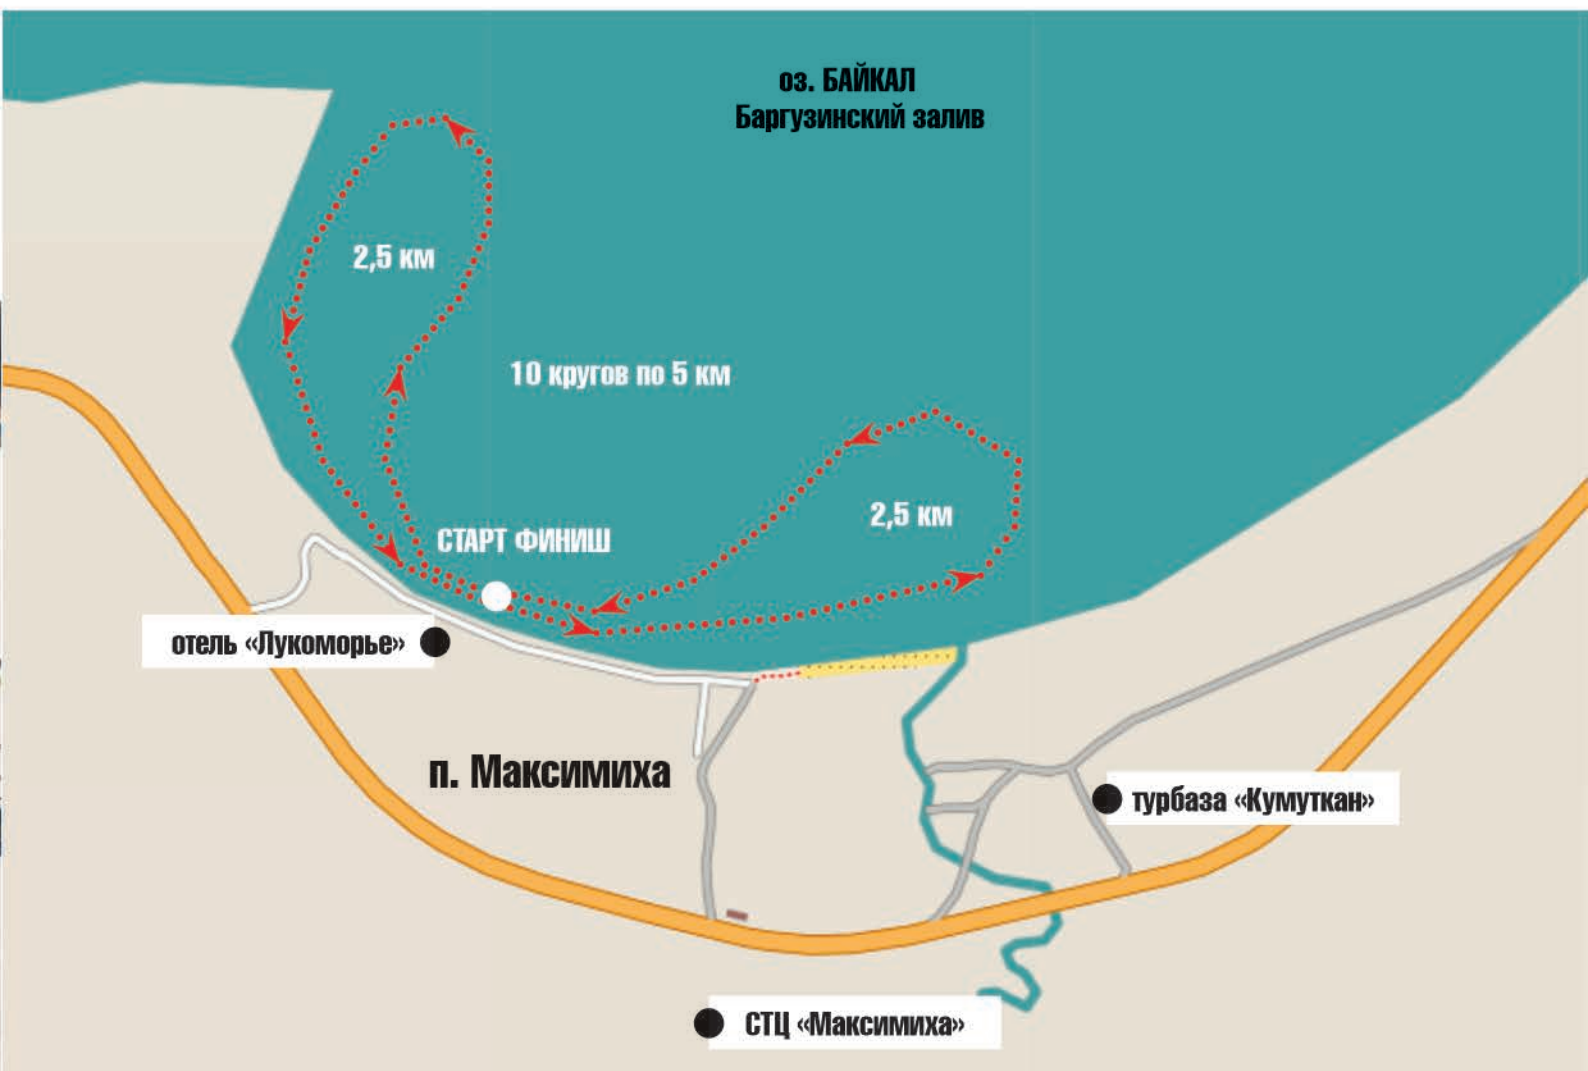 оз. БАЙКАЛ
Баргузинский залив
2,5 км
10 кругов по 5 км
2,5 км
СТАРТ ФИНИШ
отель «Лукоморье»
п. Максимиха
турбаза «Кумуткан»
СТЦ «Максимиха»